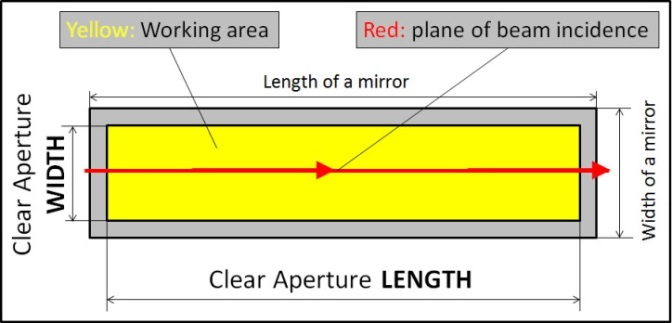 Yellow: Working area
Red: plane of beam incidence
Length of a mirror
Clear Aperture
WIDTH
Width of a mirror
Clear Aperture LENGTH